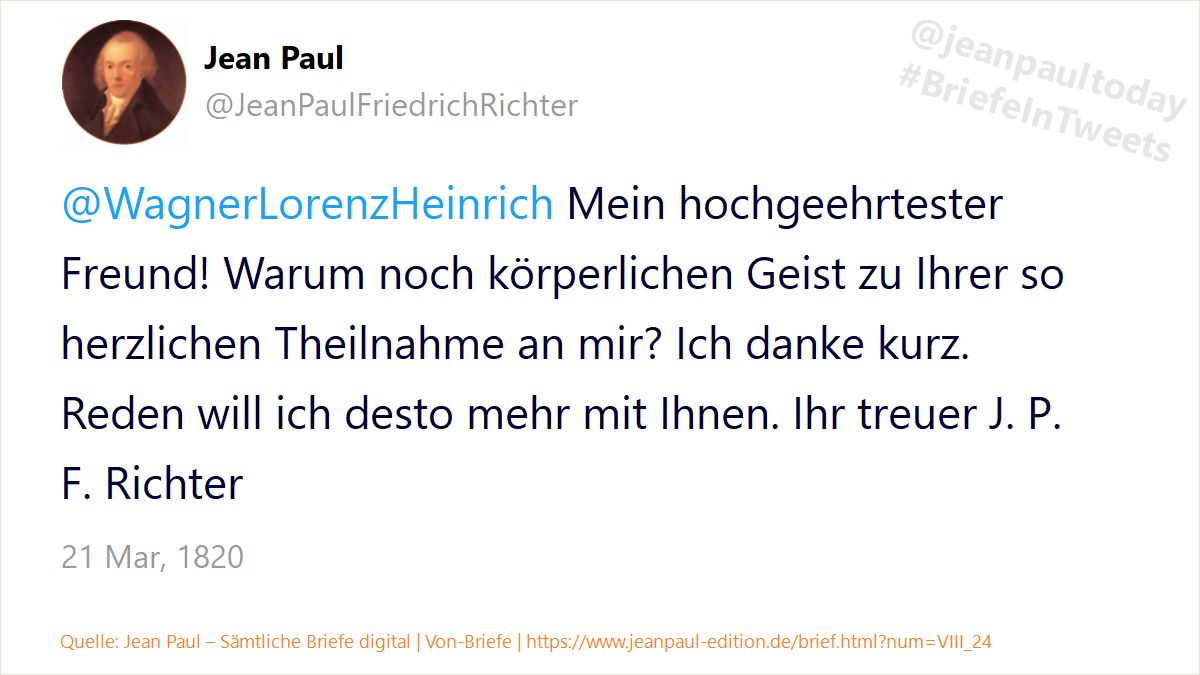 Jean Paul
@JeanPaulFriedrichRichter
@jeanpaultoday
#BriefeInTweets
@WagnerLorenzHeinrich Mein hochgeehrtester
Freund! Warum noch körperlichen Geist zu Ihrer so
herzlichen Theilnahme an mir? Ich danke kurz.
Reden will ich desto mehr mit Ihnen. Ihr treuer J. P.
F. Richter
21 Mar, 1820
Quelle: Jean Paul – Sämtliche Briefe digital | Von-Briefe | https://www.jeanpaul-edition.de/brief.html?num=VIII_24